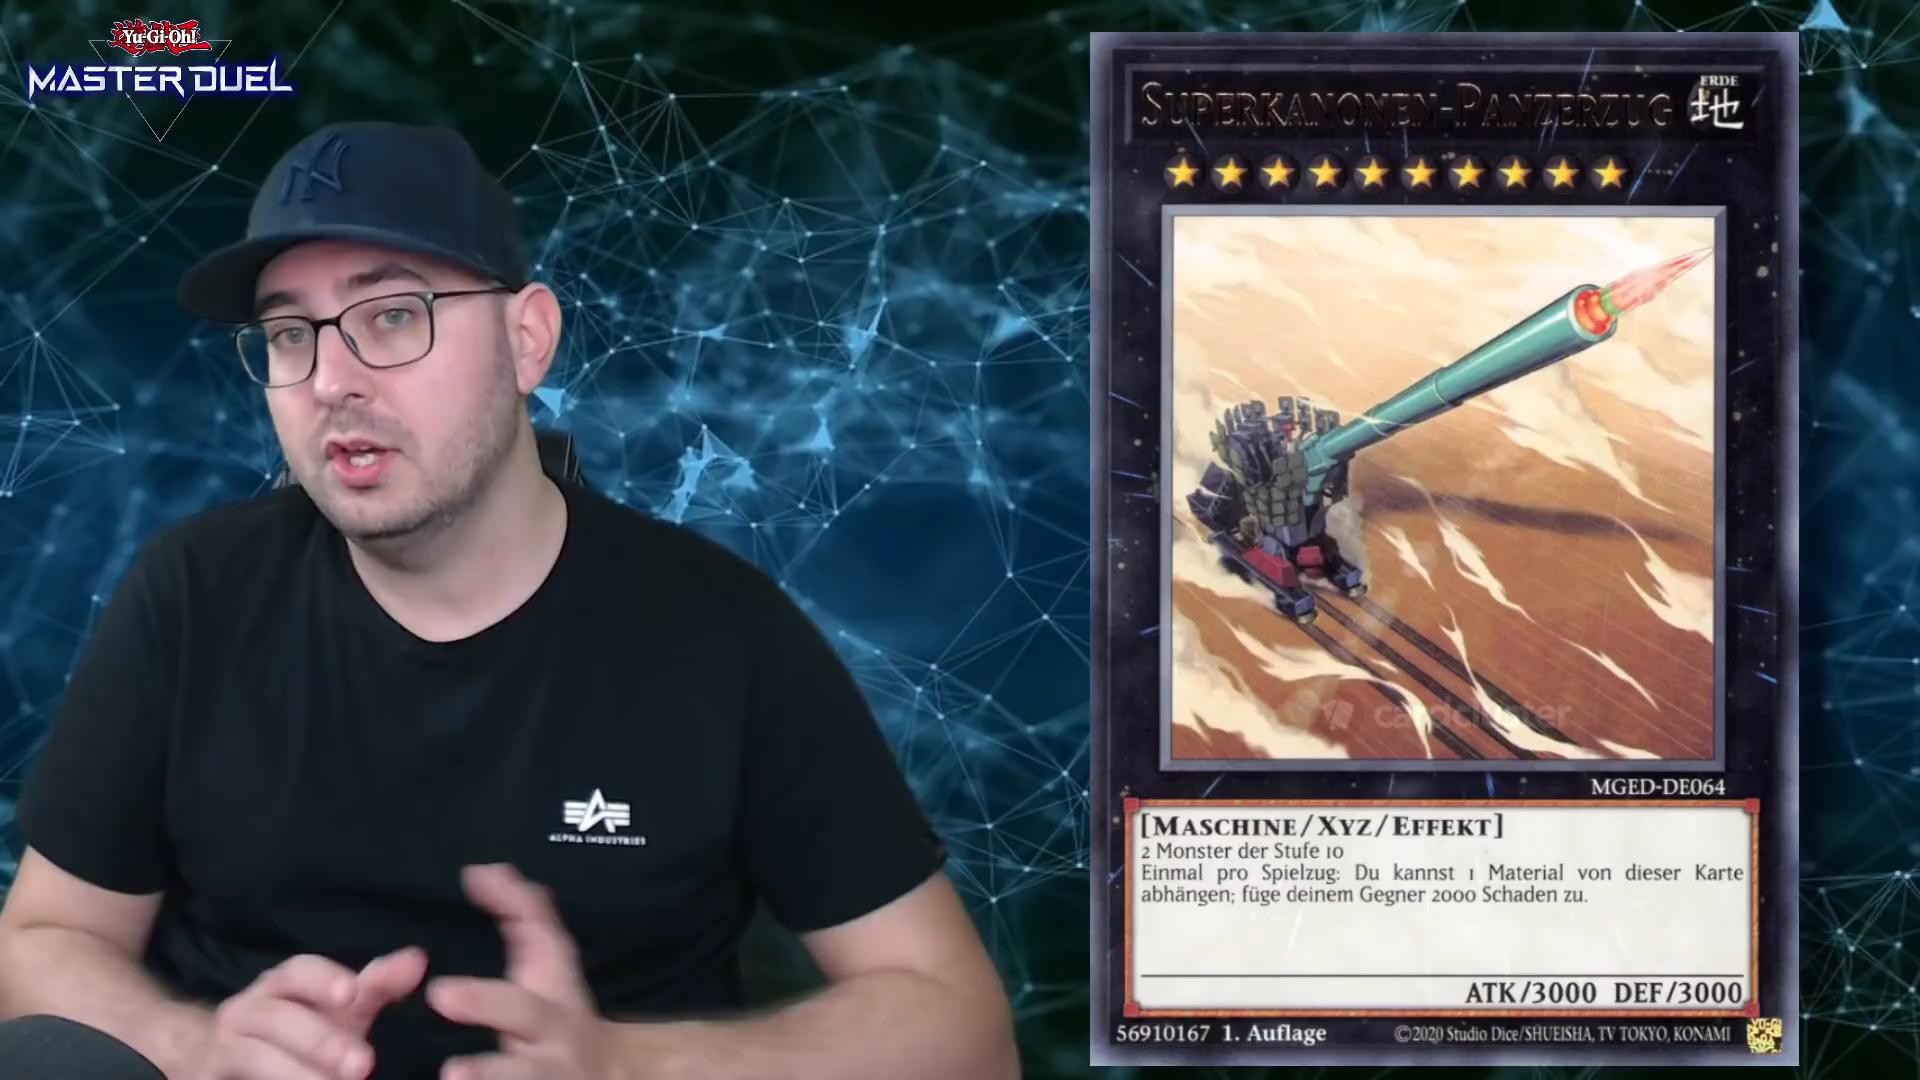 Yu-Gi-Oh!
MASTER DUEL
NY
ALPHA INDUSTRIES
SUPERKANONEN-PANZERZUG
ERDE
地
cardcluster
MGED-DE064
[MASCHINE/XYZ/EFFEKT]
2 Monster der Stufe 10
Einmal pro Spielzug: Du kannst 1 Material von dieser Karte
abhängen; füge deinem Gegner 2000 Schaden zu.
ATK/3000 DEF/3000
56910167 1. Auflage
©2020 Studio Dice/SHUEISHA, TV TOKYO, KONAMI